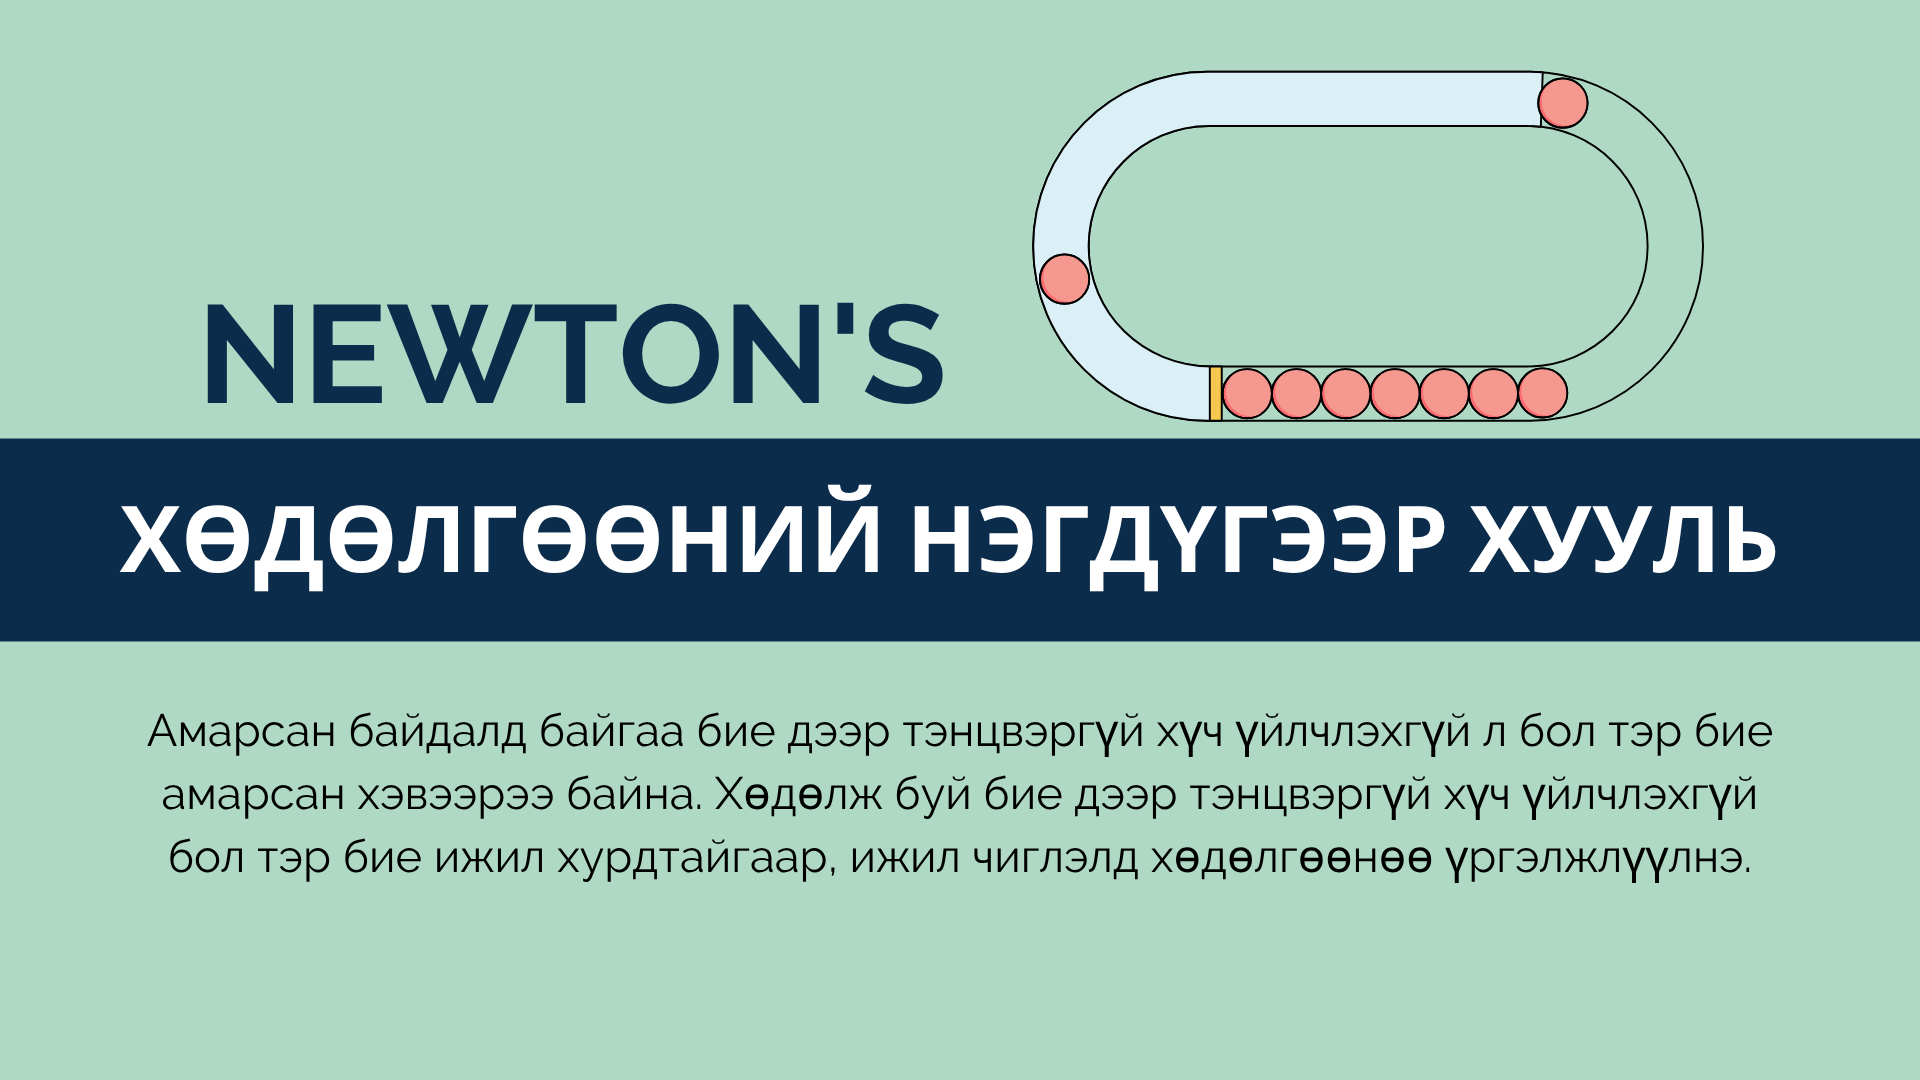 NEWTON'S
ХӨДӨЛГӨӨНИЙ НЭГДҮГЭЭР ХУУЛЬ
Амарсан байдалд байгаа бие дээр тэнцвэргүй хүч үйлчлэхгүй л бол тэр бие
амарсан хэвээрээ байна. Хөдөлж буй бие дээр тэнцвэргүй хүч үйлчлэхгүй
бол тэр бие ижил хурдтайгаар, ижил чиглэлд хөдөлгөөнөө үргэлжлүүлнэ.